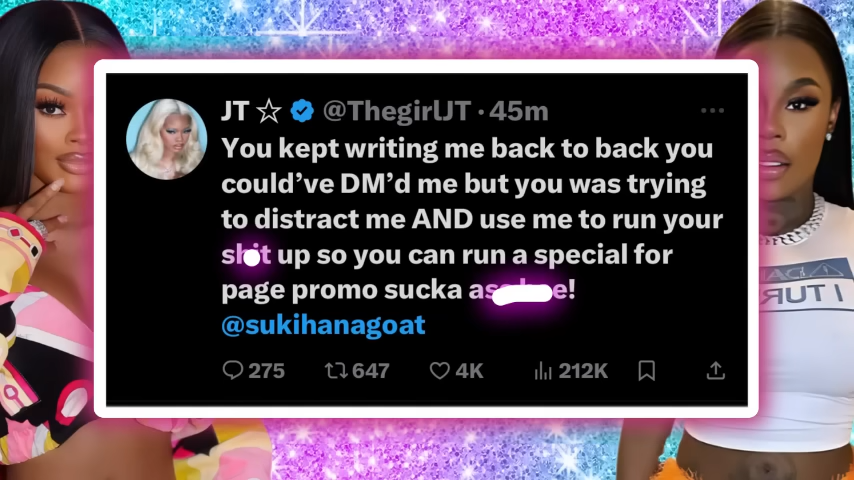 JT ☆ @ThegirlJT · 45m
You kept writing me back to back you
could've DM'd me but you was trying
to distract me AND use me to run your
shit up so you can run a special for
page promo sucka
@sukihanagoat
275 647 4K 212K